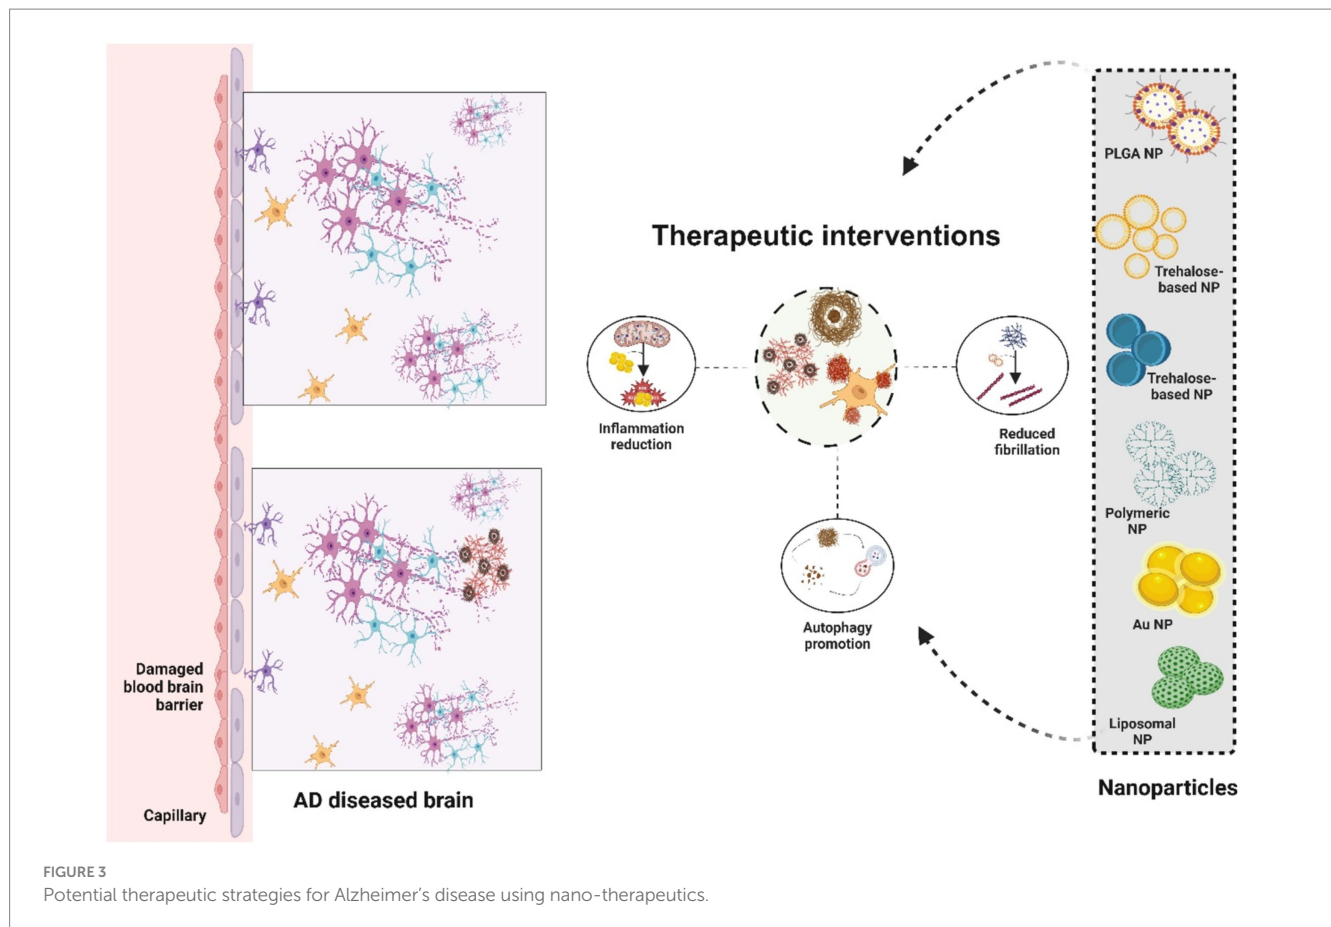 Damaged
blood brain
barrier
Capillary
AD diseased brain
Therapeutic interventions
Inflammation
reduction
Reduced
fibrillation
Autophagy
promotion
PLGA NP
Trehalose-
based NP
Trehalose-
based NP
Polymeric
NP
Au NP
Liposomal
NP
Nanoparticles
FIGURE 3
Potential therapeutic strategies for Alzheimer's disease using nano-therapeutics.